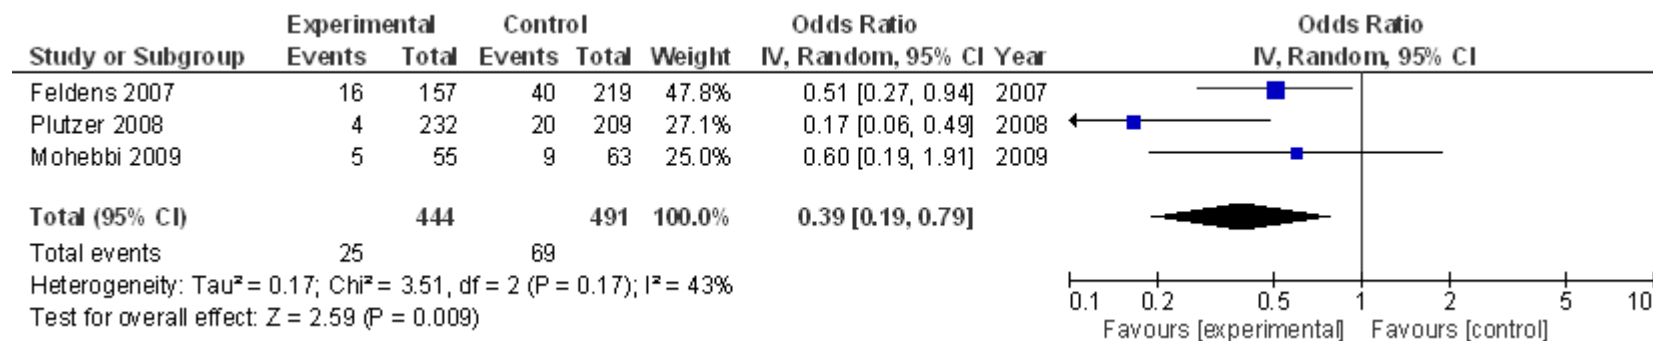 Experimental Control Odds Ratio Odds Ratio
Study or Subgroup Events Total Events Total Weight IV, Random, 95% CI Year IV, Random, 95% CI
Feldens 2007 16 157 40 219 47.8% 0.51 [0.27, 0.94] 2007
Plutzer 2008 4 232 20 209 27.1% 0.17 [0.06, 0.49] 2008
Mohebbi 2009 5 55 9 63 25.0% 0.60 [0.19, 1.91] 2009
Total (95% CI) 444 491 100.0% 0.39 [0.19, 0.79]
Total events 25 69
Heterogeneity: Tau² = 0.17; Chi² = 3.51, df = 2 (P = 0.17); I² = 43%
Test for overall effect: Z = 2.59 (P = 0.009)
0.1 0.2 0.5 1 2 5 10
Favours [experimental] Favours [control]